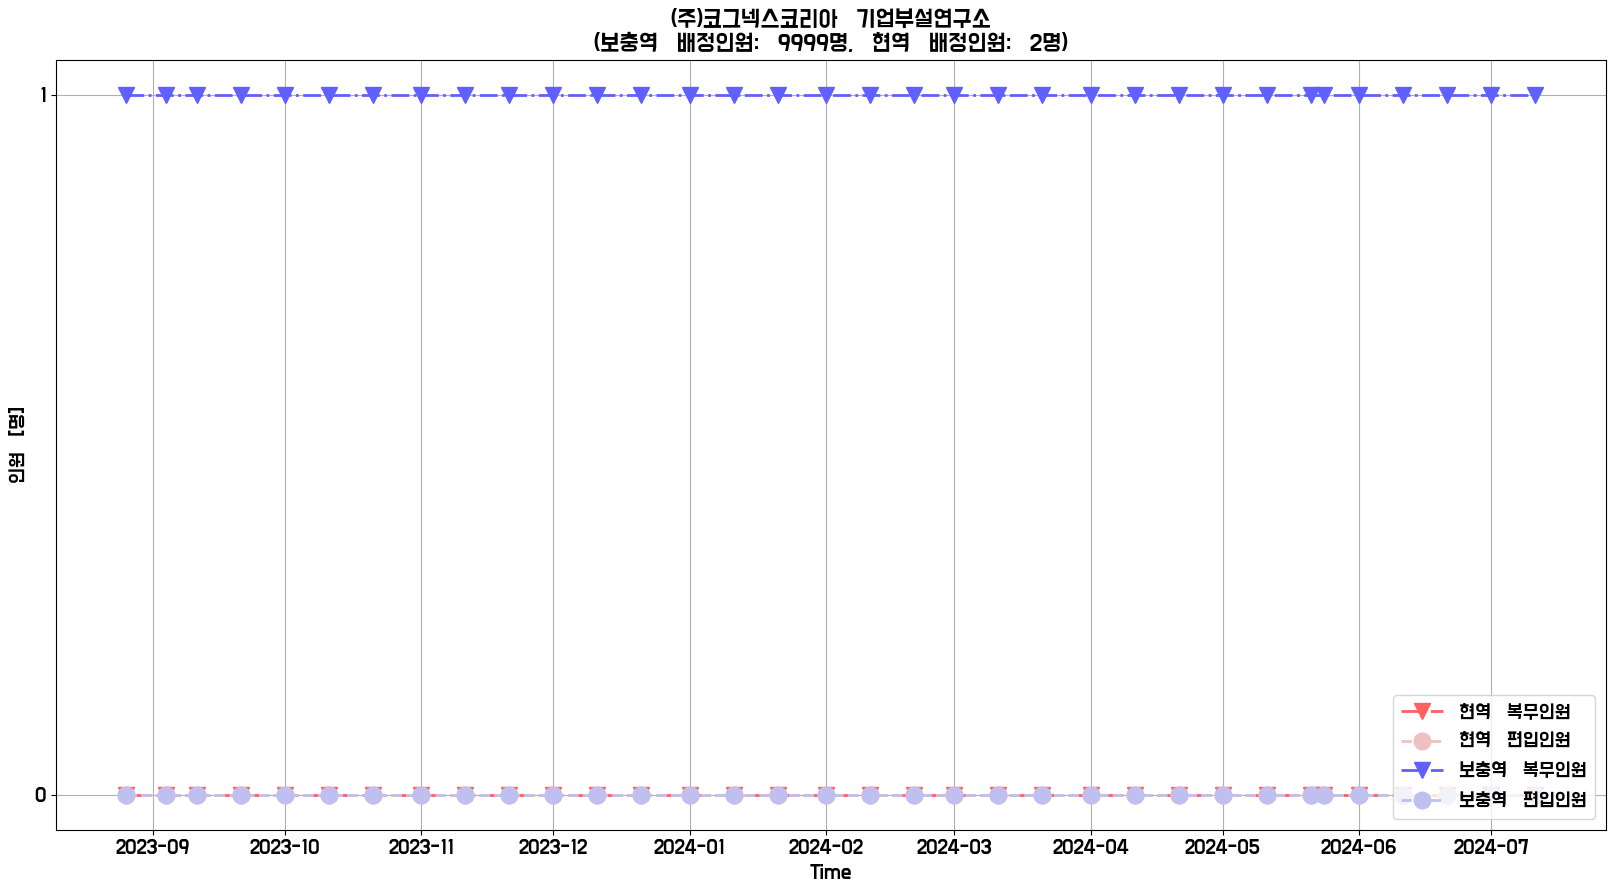 (주)코그넥스코리아 기업부설연구소
(보충역 배정인원: 9999명, 현역 배정인원: 2명)
1
0
인원 [명]
2023-09 2023-10 2023-11 2023-12 2024-01 2024-02 2024-03 2024-04 2024-05 2024-06 2024-07
Time
현역 복무인원
현역 편입인원
보충역 복무인원
보충역 편입인원